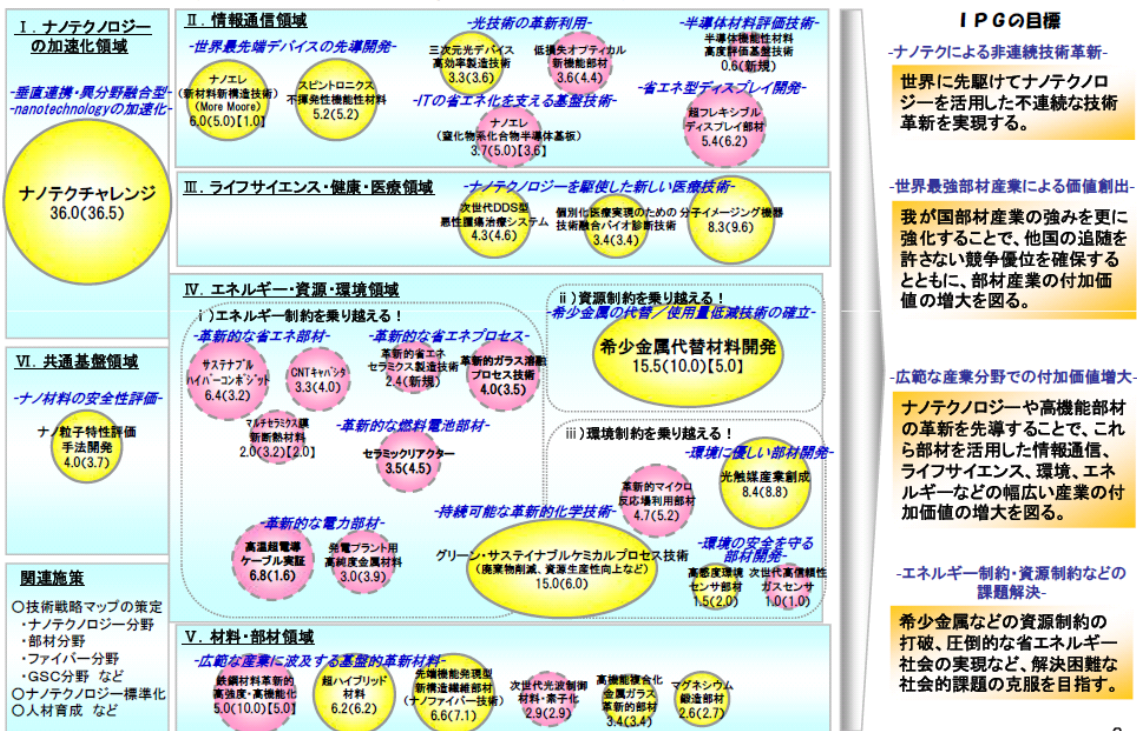 Ⅰ．ナノテクノロジー
の加速化領域
-垂直連携・異分野融合型-
-nanotechnologyの加速化-
ナノテクチャレンジ
36.0(36.5)
Ⅵ．共通基盤領域
-ナノ材料の安全性評価-
ナノ粒子特性評価
手法開発
4.0(3.7)
関連施策
○技術戦略マップの策定
・ナノテクノロジー分野
・部材分野
・ファイバー分野
・GSC分野 など
○ナノテクノロジー標準化
○人材育成 など
Ⅱ．情報通信領域
-世界最先端デバイスの先導開発-
ナノエレ
(新材料新構造技術)
(More Moore)
6.0(5.0)【1.0】
スピントロニクス
不揮発性機能性材料
5.2(5.2)
-光技術の革新利用-
三次元光デバイス
高効率製造技術
3.3(3.6)
低損失オプティカル
新機能部材
3.6(4.4)
-ITの省エネ化を支える基盤技術-
ナノエレ
(窒化物系化合物半導体基板)
3.7(5.0)【3.6】
-半導体材料評価技術-
半導体機能性材料
高度評価基盤技術
0.6(新規)
-省エネ型ディスプレイ開発-
超フレキシブル
ディスプレイ部材
5.4(6.2)
Ⅲ．ライフサイエンス・健康・医療領域
-ナノテクノロジーを駆使した新しい医療技術-
次世代DDS型
悪性腫瘍治療システム
4.3(4.6)
個別化医療実現のための
技術融合バイオ診断技術
3.4(3.4)
分子イメージング機器
8.3(9.6)
Ⅳ．エネルギー・資源・環境領域
ⅰ)エネルギー制約を乗り越える！
-革新的な省エネ部材-
サステナブル
ハイパーコンポジット
6.4(3.2)
CNTキャパシタ
3.3(4.0)
マルチセラミクス膜
新断熱材料
2.0(3.2)【2.0】
-革新的な省エネプロセス-
革新的省エネ
セラミクス製造技術
2.4(新規)
革新的ガラス溶融
プロセス技術
4.0(3.5)
-革新的な燃料電池部材-
セラミックリアクター
3.5(4.5)
-革新的な電力部材-
高温超電導
ケーブル実証
6.8(1.6)
発電プラント用
高純度金属材料
3.0(3.9)
ⅱ)資源制約を乗り越える！
-希少金属の代替／使用量低減技術の確立-
希少金属代替材料開発
15.5(10.0)【5.0】
ⅲ)環境制約を乗り越える！
-環境に優しい部材開発-
革新的マイクロ
反応場利用部材
4.7(5.2)
光触媒産業創成
8.4(8.8)
-持続可能な革新的化学技術-
グリーン・サステイナブルケミカルプロセス技術
(廃棄物削減、資源生産性向上など)
15.0(6.0)
-環境の安全を守る
部材開発-
高感度環境
センサ部材
1.5(2.0)
次世代高信頼性
ガスセンサ
1.0(1.0)
Ⅴ．材料・部材領域
-広範な産業に波及する基盤的革新材料-
鉄鋼材料革新的
高強度・高機能化
5.0(10.0)【5.0】
超ハイブリッド
材料
6.2(6.2)
先端機能発現型
新構造繊維部材
(ナノファイバー技術)
6.6(7.1)
次世代光波制御
材料・素子化
2.9(2.9)
高機能複合化
金属ガラス
革新的部材
3.4(3.4)
マグネシウム
鍛造部材
2.6(2.7)
ＩＰＧの目標
-ナノテクによる非連続技術革新-
世界に先駆けてナノテクノロ
ジーを活用した不連続な技術
革新を実現する。
-世界最強部材産業による価値創出-
我が国部材産業の強みを更に
強化することで、他国の追随を
許さない競争優位を確保する
とともに、部材産業の付加価
値の増大を図る。
-広範な産業分野での付加価値増大-
ナノテクノロジーや高機能部材
の革新を先導することで、これ
ら部材を活用した情報通信、
ライフサイエンス、環境、エネ
ルギーなどの幅広い産業の付
加価値の増大を図る。
-エネルギー制約・資源制約などの
課題解決-
希少金属などの資源制約の
打破、圧倒的な省エネルギー
社会の実現など、解決困難な
社会的課題の克服を目指す。